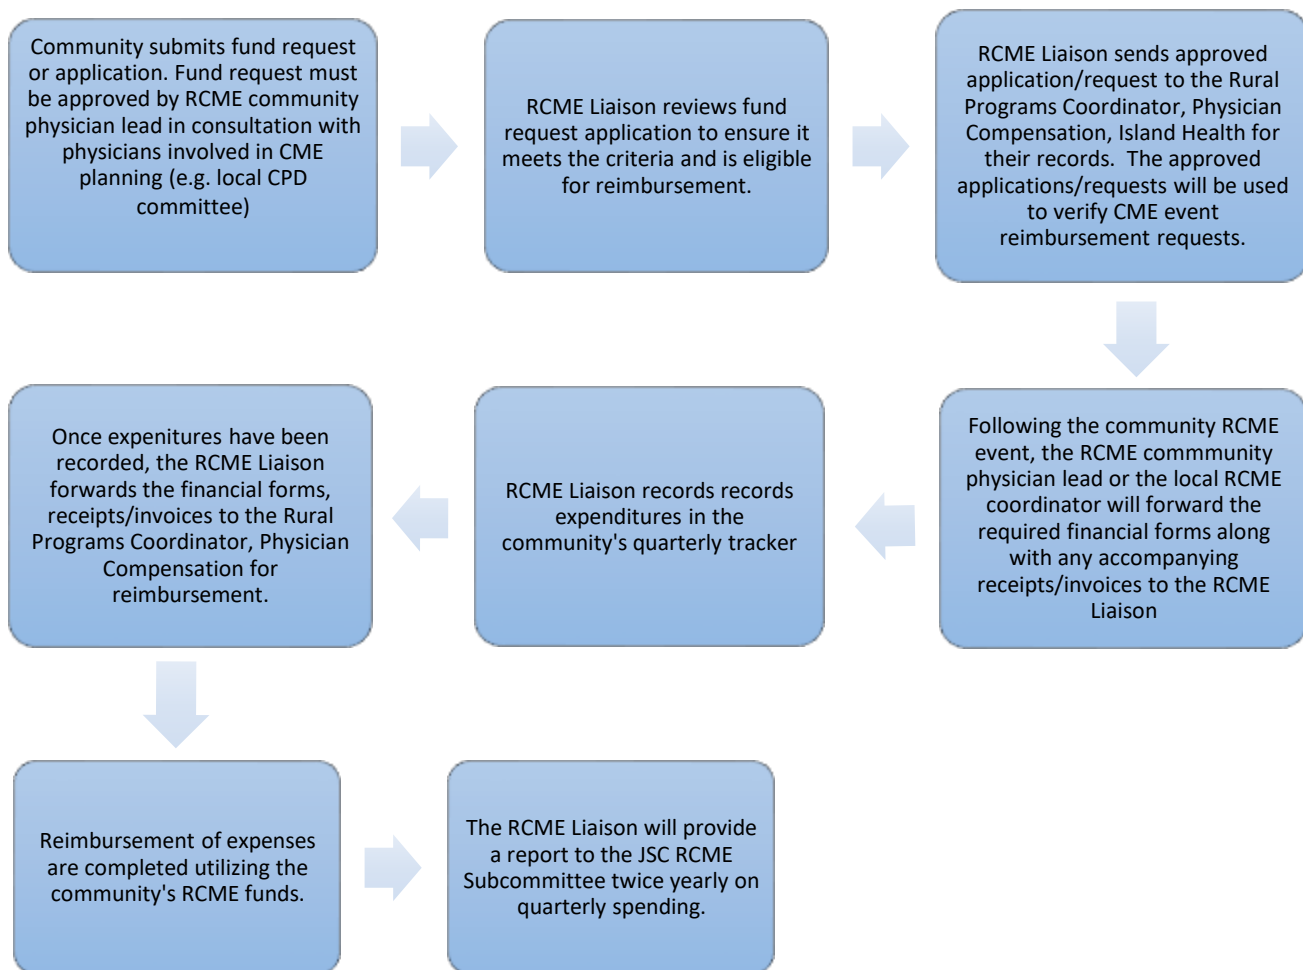 Community submits fund request
or application. Fund request must
be approved by RCME community
physician lead in consultation with
physicians involved in CME
planning (e.g. local CPD
committee)
RCME Liaison reviews fund
request application to ensure it
meets the criteria and is eligible
for reimbursement.
RCME Liaison sends approved
application/request to the Rural
Programs Coordinator, Physician
Compensation, Island Health for
their records.  The approved
applications/requests will be used
to verify CME event
reimbursement requests.
Following the community RCME
event, the RCME commmunity
physician lead or the local RCME
coordinator will forward the
required financial forms along
with any accompanying
receipts/invoices to the RCME
Liaison
RCME Liaison records records
expenditures in the
community's quarterly tracker
Once expenitures have been
recorded, the RCME Liaison
forwards the financial forms,
receipts/invoices to the Rural
Programs Coordinator, Physician
Compensation for
reimbursement.
Reimbursement of expenses
are completed utilizing the
community's RCME funds.
The RCME Liaison will provide
a report to the JSC RCME
Subcommittee twice yearly on
quarterly spending.